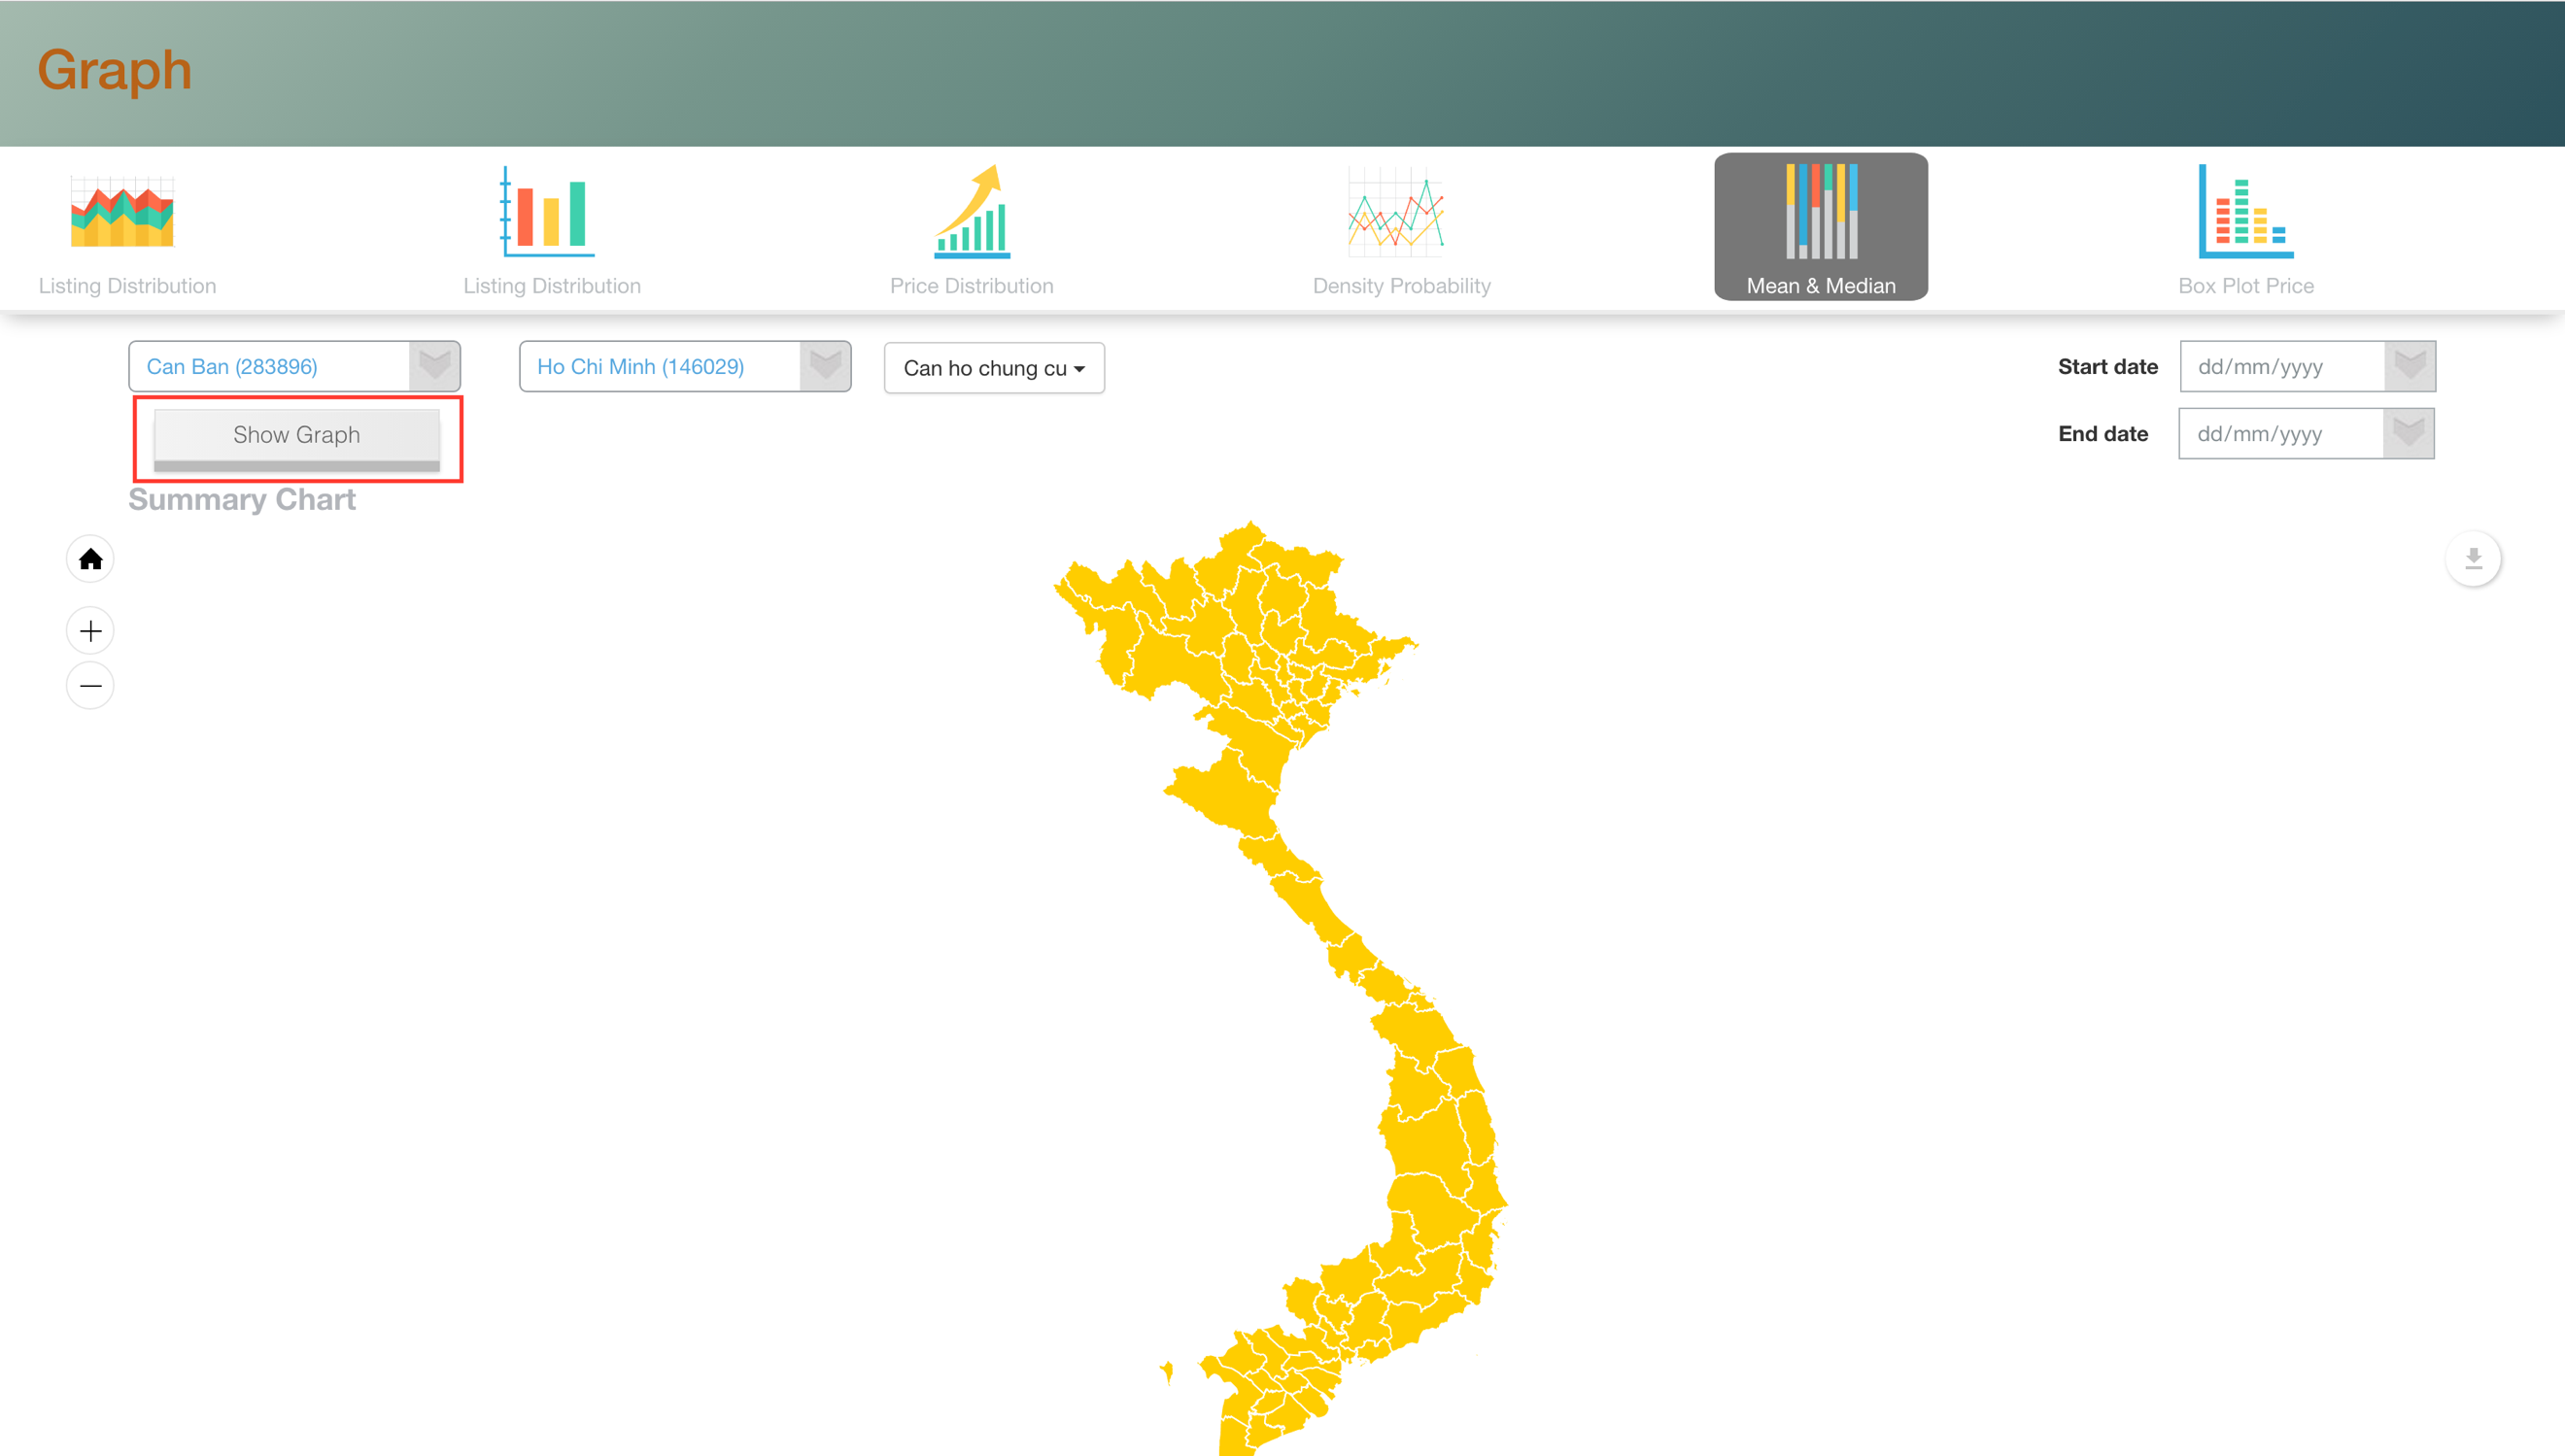 Graph
Listing Distribution
Listing Distribution
Price Distribution
Density Probability
Mean & Median
Box Plot Price
Can Ban (283896)
Ho Chi Minh (146029)
Can ho chung cu
Start date
dd/mm/yyyy
Show Graph
End date
dd/mm/yyyy
Summary Chart